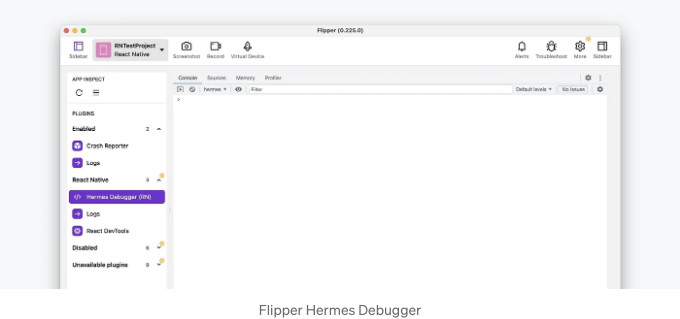 Flipper (0.225.0)
Sidebar
RNTestProject
React Native
Screenshot
Record
Virtual Device
Alerts
Troubleshoot
More
Sidebar
APP INSPECT
PLUGINS
Enabled 2
Crash Reporter
Logs
React Native 4
Hermes Debugger (RN)
Logs
React DevTools
Disabled 6
Unavailable plugins 9
Console Sources Memory Profiler
hermes Filter Default levels No Issues
Flipper Hermes Debugger